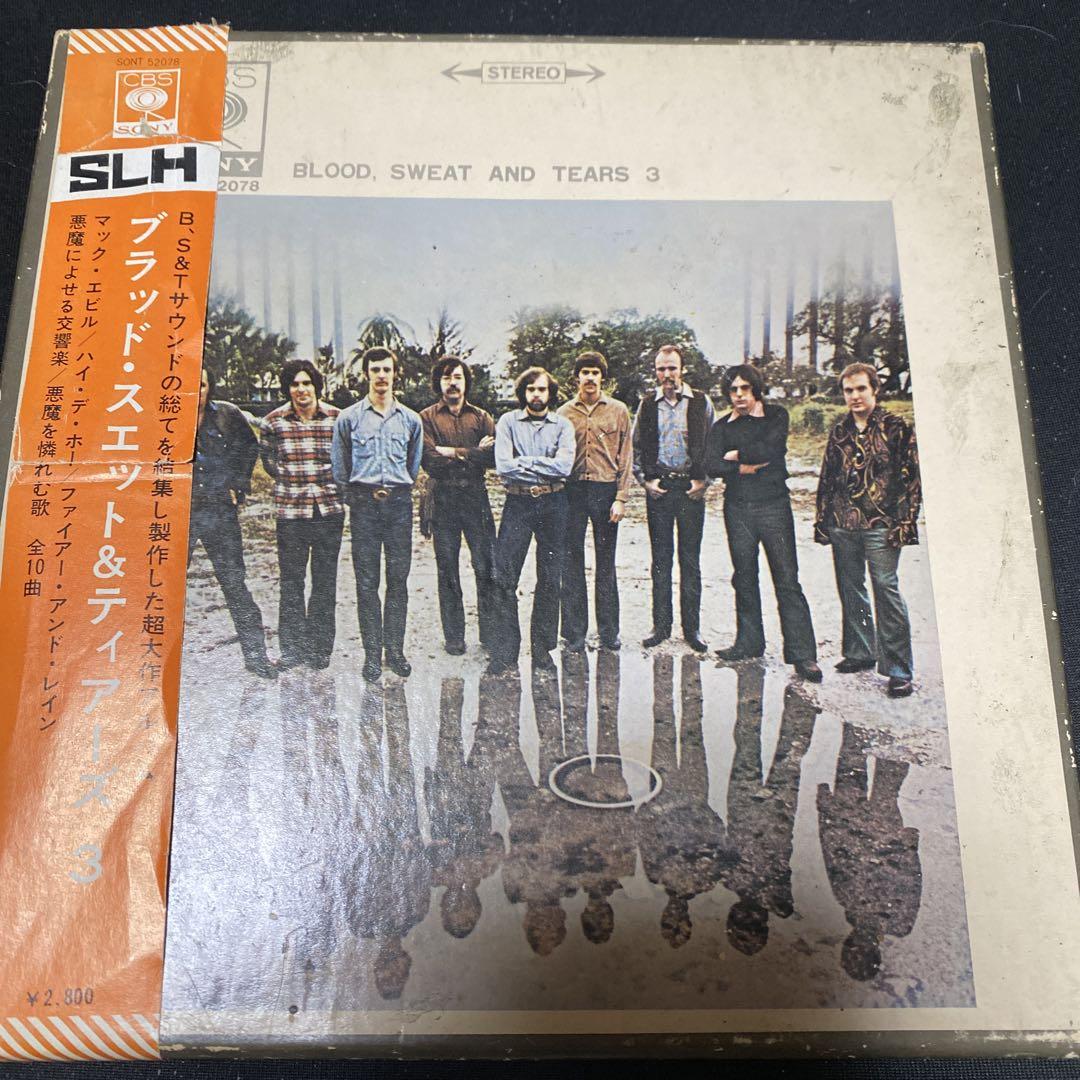 SONT 52078
CBS
SONY
SLH
B、S&Tサウンドの総てを結集し製作した超大作
ブラッド・スエット&ティアーズ 3
マック・エビル/ハイ・デ・ホー/ファイアー・アンド・レイン
悪魔によせる交響楽/悪魔を憐れむ歌 全10曲
¥2,800
STEREO
BLOOD, SWEAT AND TEARS 3